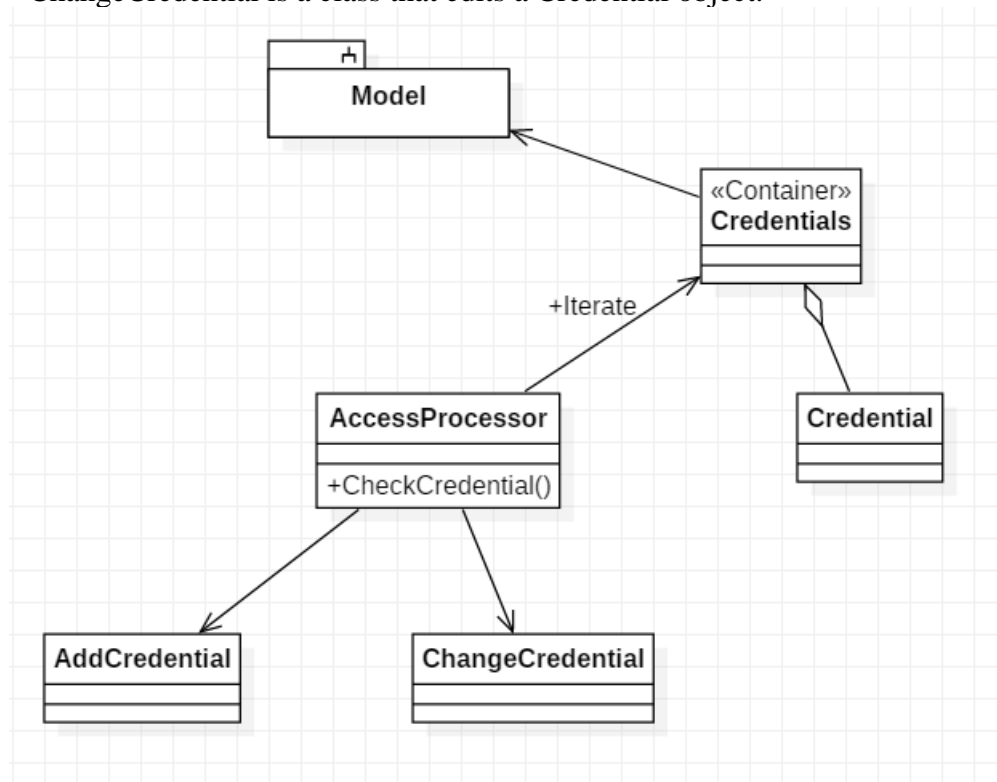 ChangeCredential is a class that edits a Credential object.
Model
«Container»
Credentials
+Iterate
AccessProcessor
+CheckCredential()
Credential
AddCredential
ChangeCredential